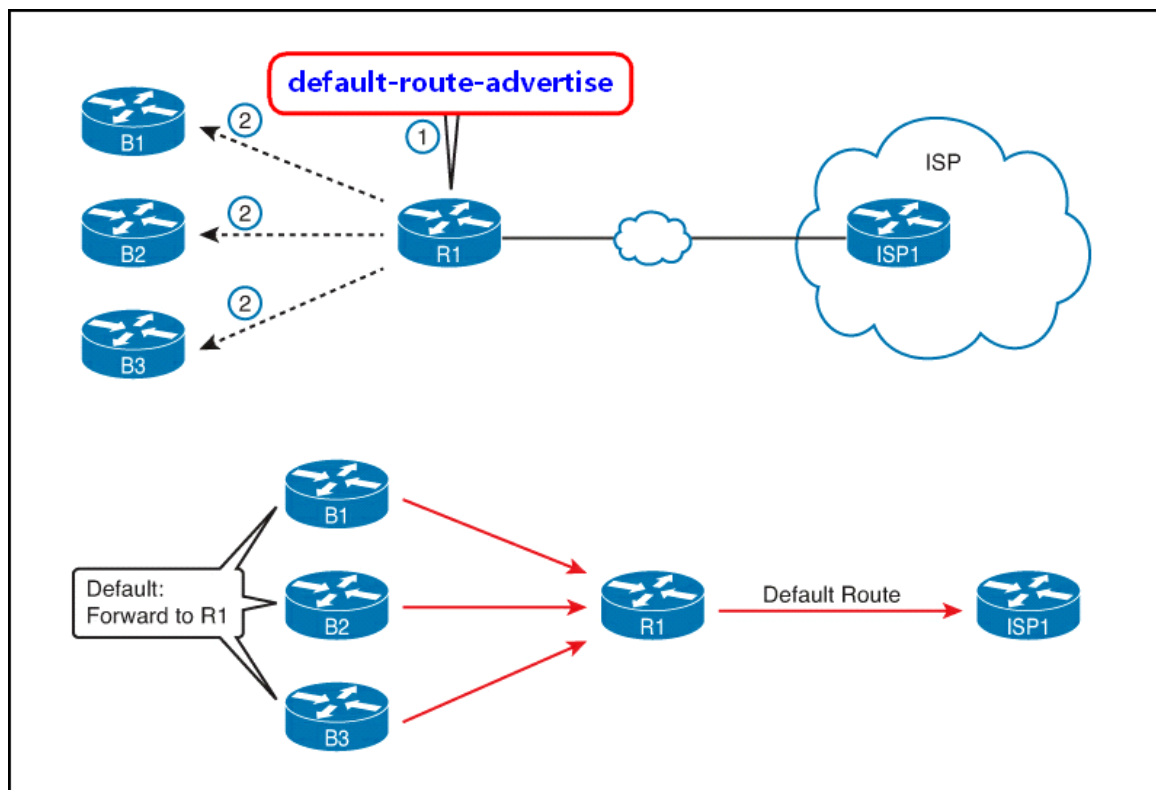 default-route-advertise
1
2
B1
2
B2
2
B3
R1
ISP
ISP1
B1
B2
B3
Default:
Forward to R1
R1
Default Route
ISP1